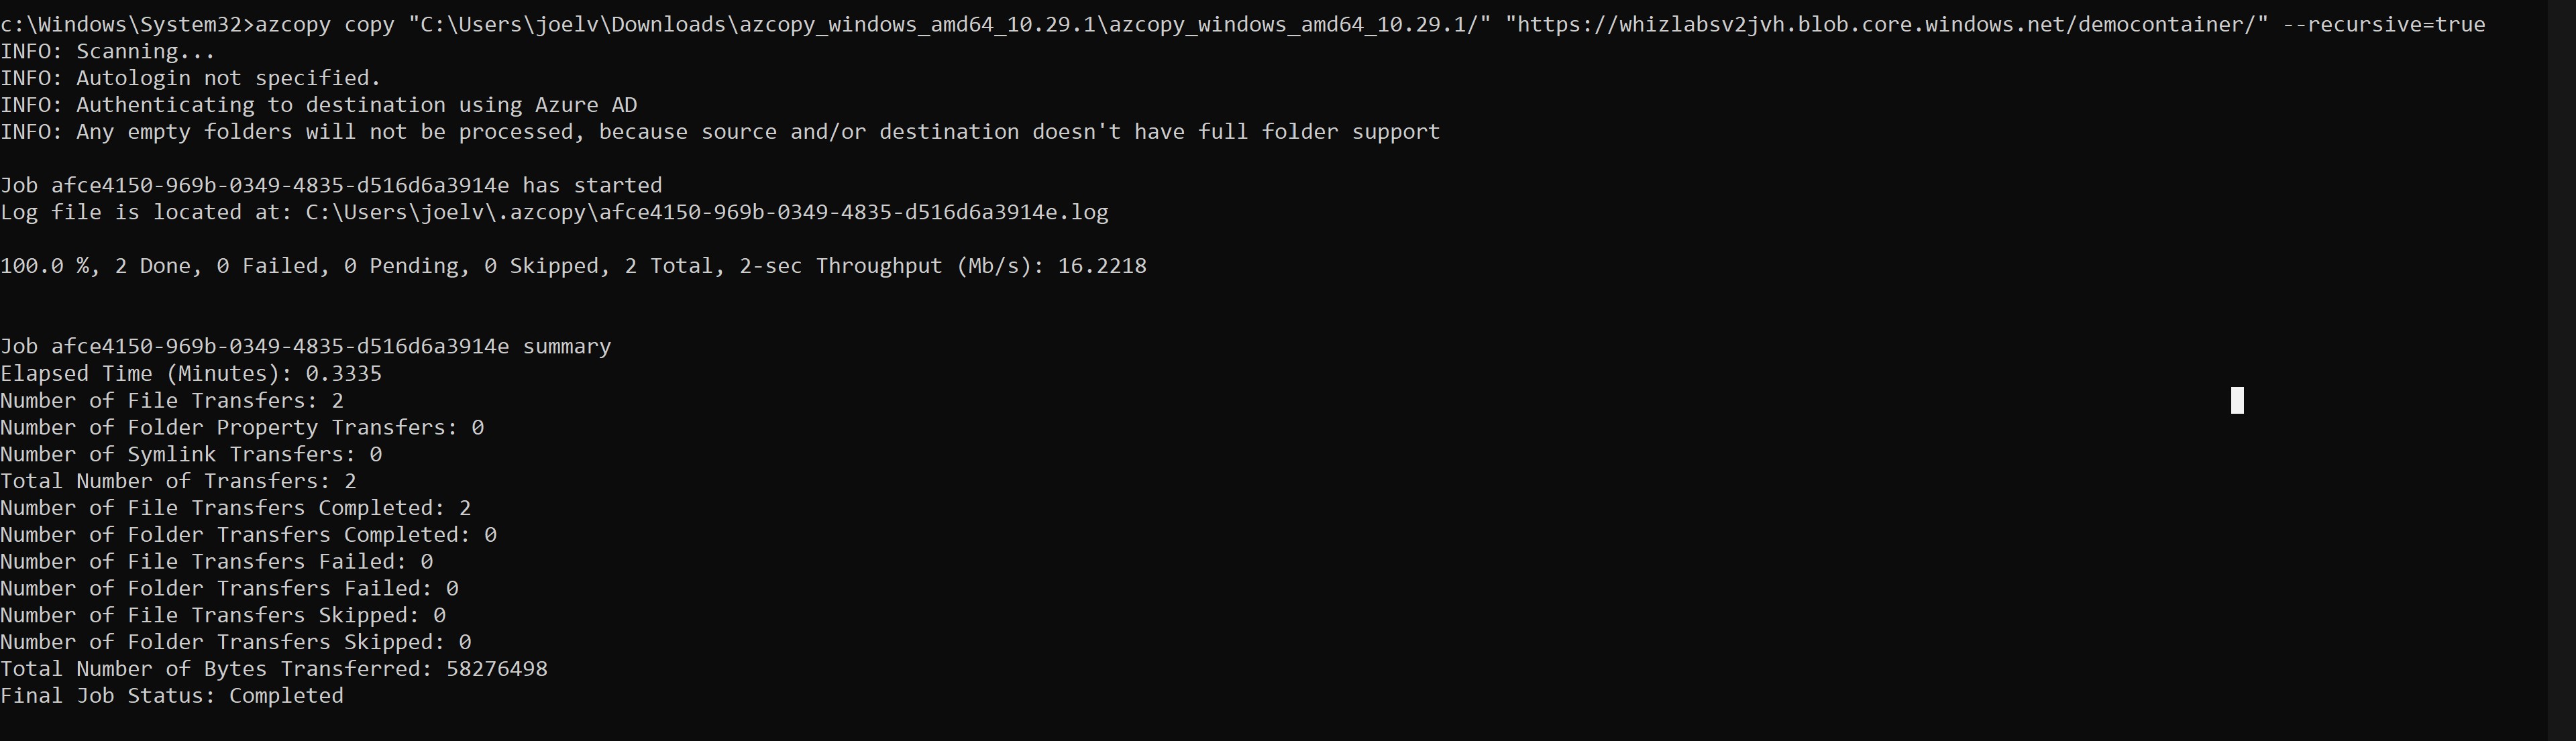 c:\Windows\System32>azcopy copy "C:\Users\joelv\Downloads\azcopy_windows_amd64_10.29.1\azcopy_windows_amd64_10.29.1/" "https://whizlabsv2jvh.blob.core.windows.net/democontainer/" --recursive=true
INFO: Scanning...
INFO: Autologin not specified.
INFO: Authenticating to destination using Azure AD
INFO: Any empty folders will not be processed, because source and/or destination doesn't have full folder support
Job afce4150-969b-0349-4835-d516d6a3914e has started
Log file is located at: C:\Users\joelv\.azcopy\afce4150-969b-0349-4835-d516d6a3914e.log
100.0 %, 2 Done, 0 Failed, 0 Pending, 0 Skipped, 2 Total, 2-sec Throughput (Mb/s): 16.2218
Job afce4150-969b-0349-4835-d516d6a3914e summary
Elapsed Time (Minutes): 0.3335
Number of File Transfers: 2
Number of Folder Property Transfers: 0
Number of Symlink Transfers: 0
Total Number of Transfers: 2
Number of File Transfers Completed: 2
Number of Folder Transfers Completed: 0
Number of File Transfers Failed: 0
Number of Folder Transfers Failed: 0
Number of File Transfers Skipped: 0
Number of Folder Transfers Skipped: 0
Total Number of Bytes Transferred: 58276498
Final Job Status: Completed